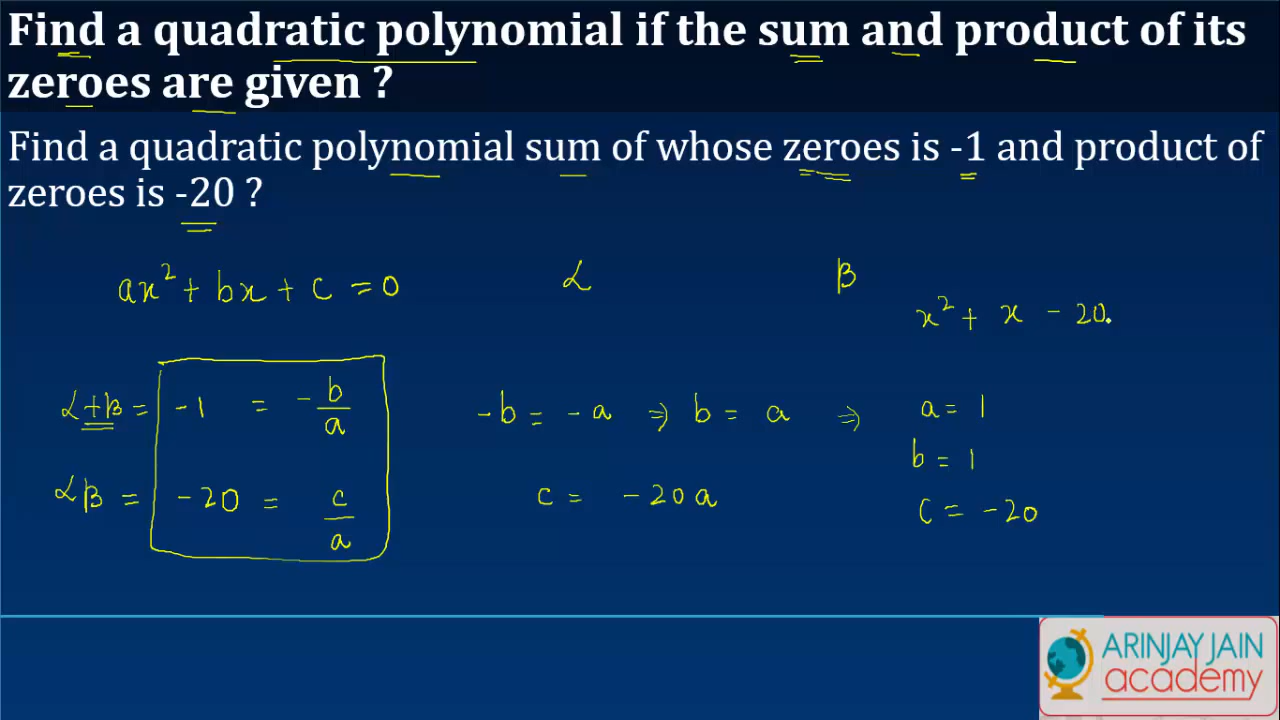 Find a quadratic polynomial if the sum and product of its
zeroes are given ?
Find a quadratic polynomial sum of whose zeroes is -1 and product of
zeroes is -20 ?
ax² + bx + c = 0
α
β
x² + x - 20.
α+β = -1 = - b/a
-b = -a ⇒ b = a ⇒
a = 1
b = 1
αβ = -20 = c/a
c = -20a
c = -20
ARINJAY JAIN
academy